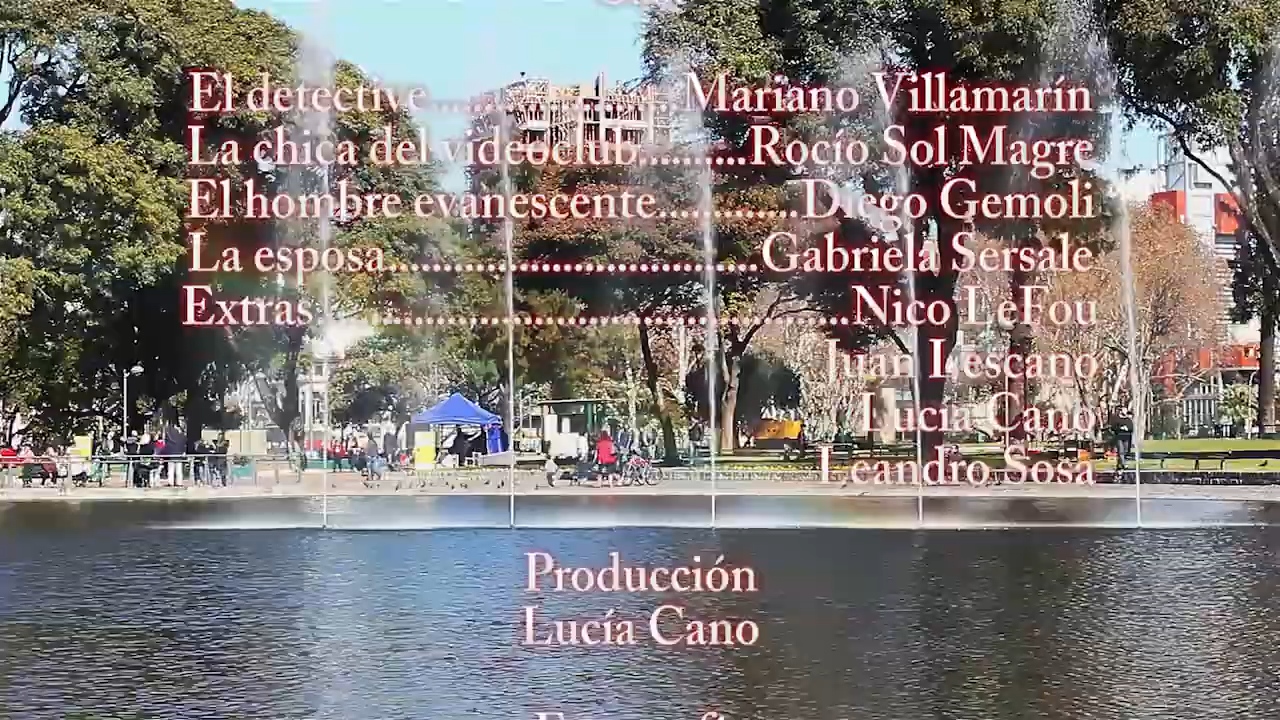 El detective......................Mariano Villamarín
La chica del videoclub..........Rocío Sol Magre
El hombre evanescente.............Diego Gemoli
La esposa..................................Gabriela Sersale
Extras................................................Nico LeFou
Juan Lescano
Lucía Cano
Leandro Sosa
Producción
Lucía Cano